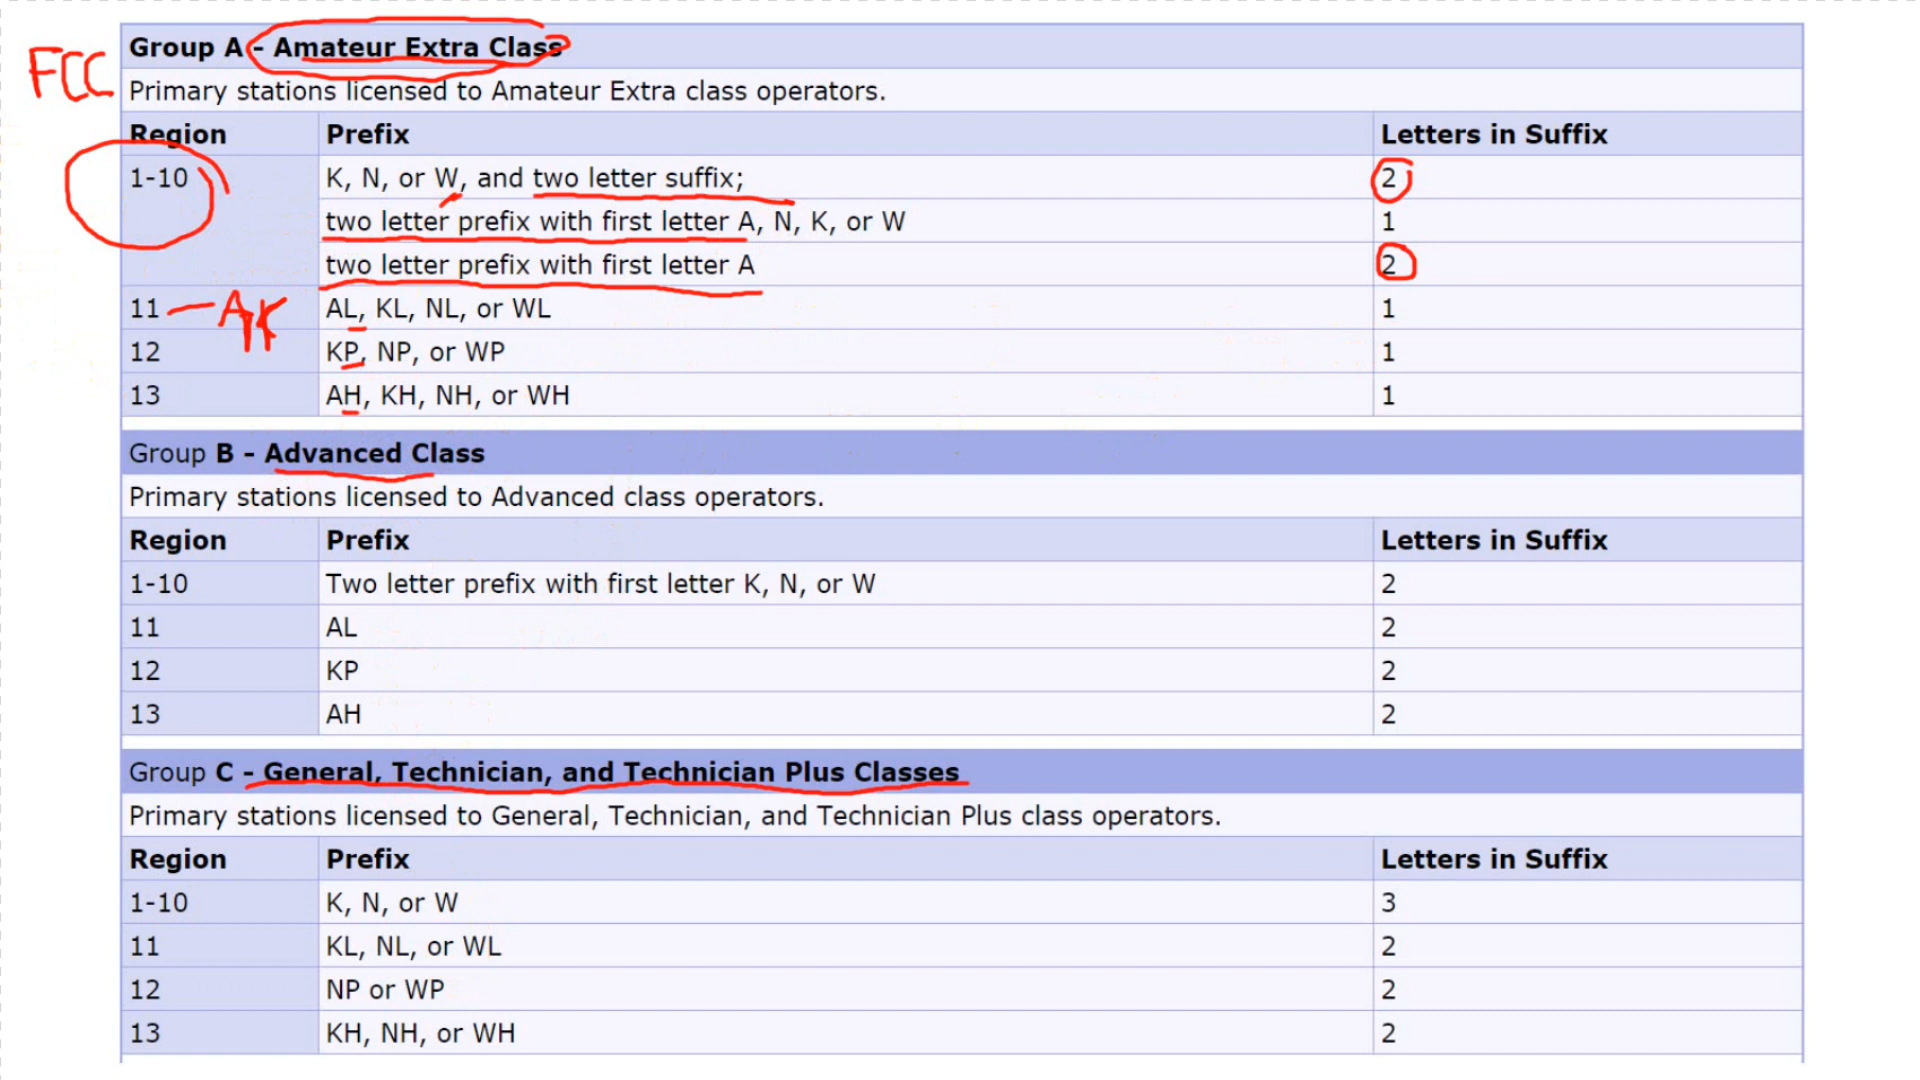 FCC
Group A - Amateur Extra Class
Primary stations licensed to Amateur Extra class operators.
Region Prefix Letters in Suffix
1-10 K, N, or W, and two letter suffix; 2
two letter prefix with first letter A, N, K, or W 1
two letter prefix with first letter A 2
11 - AK AL, KL, NL, or WL 1
12 KP, NP, or WP 1
13 AH, KH, NH, or WH 1
Group B - Advanced Class
Primary stations licensed to Advanced class operators.
Region Prefix Letters in Suffix
1-10 Two letter prefix with first letter K, N, or W 2
11 AL 2
12 KP 2
13 AH 2
Group C - General, Technician, and Technician Plus Classes
Primary stations licensed to General, Technician, and Technician Plus class operators.
Region Prefix Letters in Suffix
1-10 K, N, or W 3
11 KL, NL, or WL 2
12 NP or WP 2
13 KH, NH, or WH 2